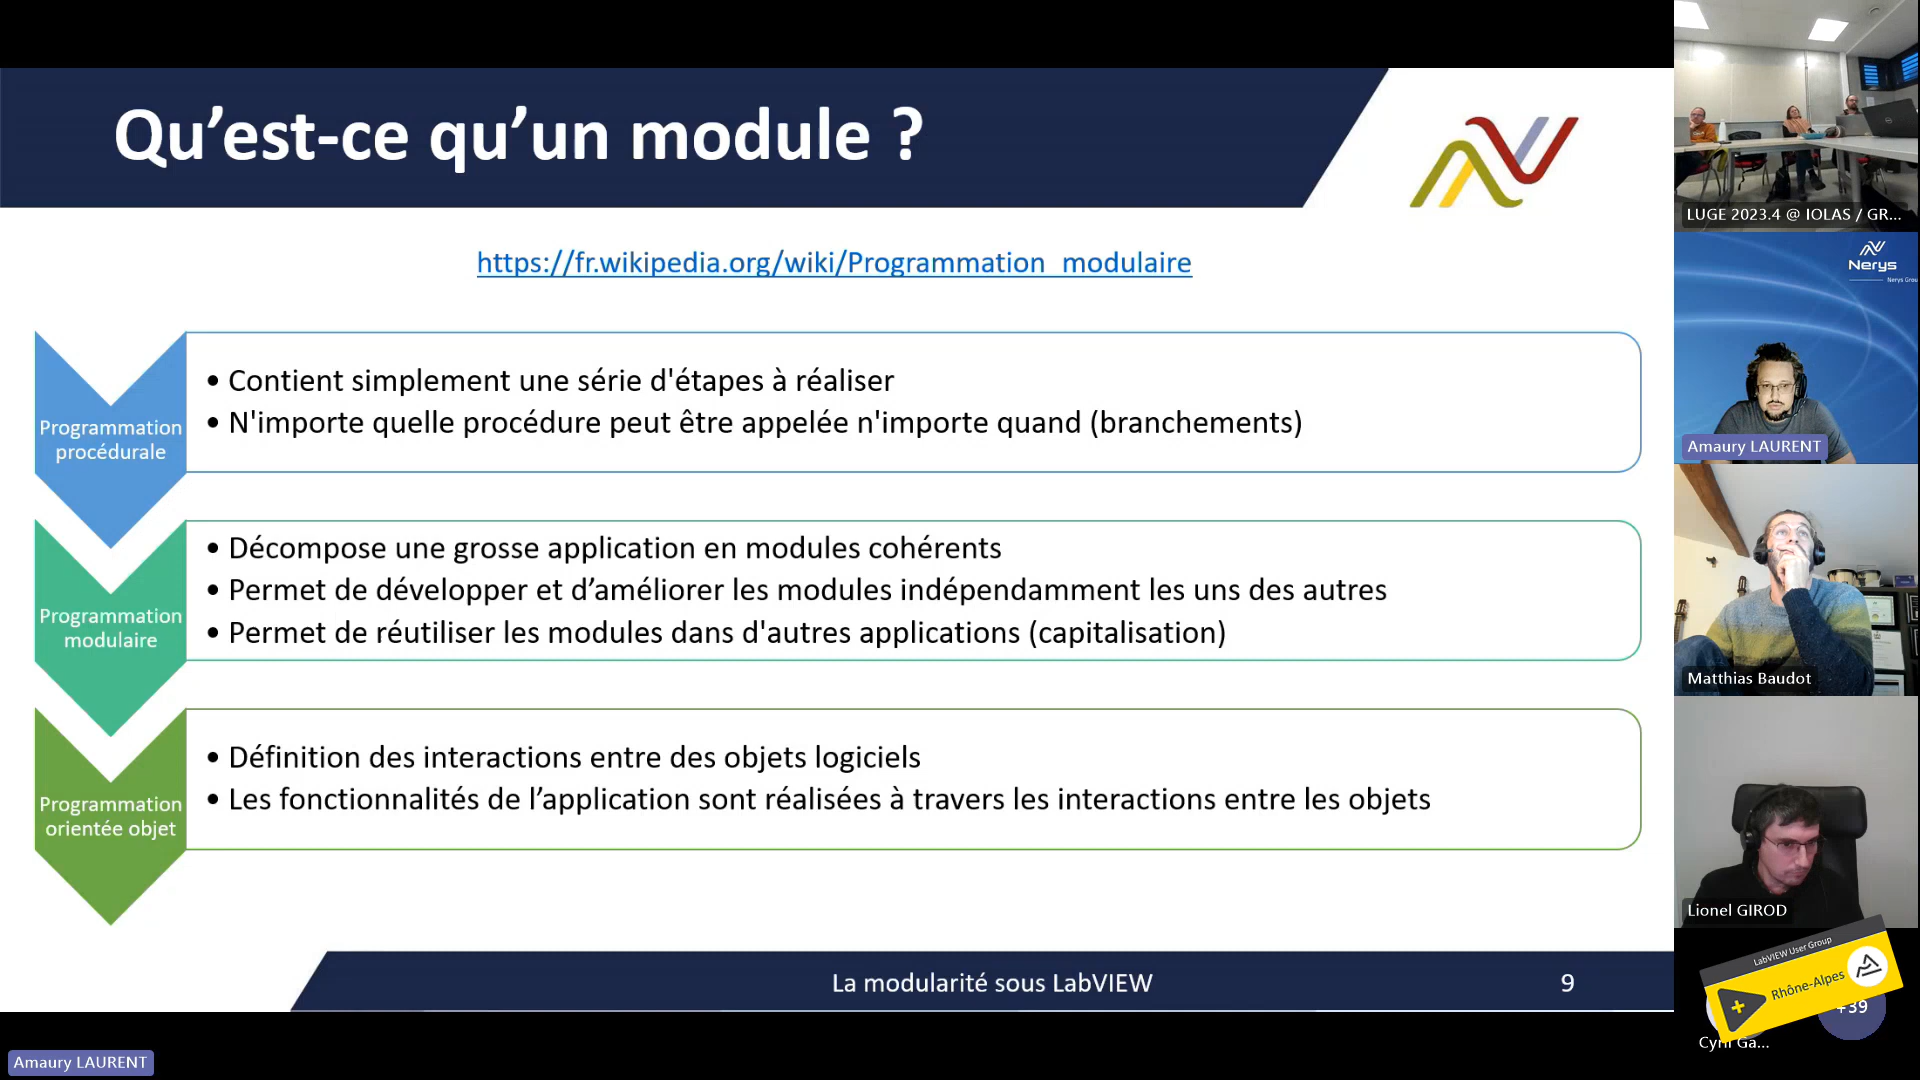 Qu’est-ce qu’un module ?
https://fr.wikipedia.org/wiki/Programmation_modulaire
Programmation
procédurale
• Contient simplement une série d'étapes à réaliser
• N'importe quelle procédure peut être appelée n'importe quand (branchements)
Programmation
modulaire
• Décompose une grosse application en modules cohérents
• Permet de développer et d’améliorer les modules indépendamment les uns des autres
• Permet de réutiliser les modules dans d'autres applications (capitalisation)
Programmation
orientée objet
• Définition des interactions entre des objets logiciels
• Les fonctionnalités de l’application sont réalisées à travers les interactions entre les objets
La modularité sous LabVIEW
9
Amaury LAURENT
LUGE 2023.4 @ IOLAS / GR...
Nerys
Nerys Grou
Amaury LAURENT
Matthias Baudot
Lionel GIROD
LabVIEW User Group
Rhône-Alpes
+39
Cyril Ga...